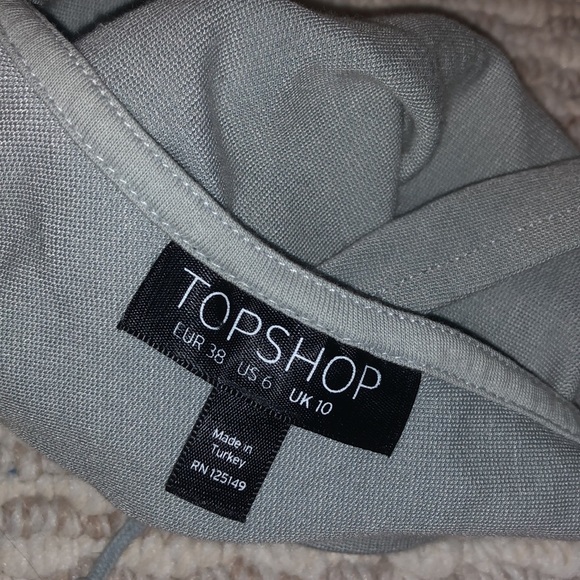 TOPSHOP
EUR 38 US 6 UK 10
Made in
Turkey
RN 125149